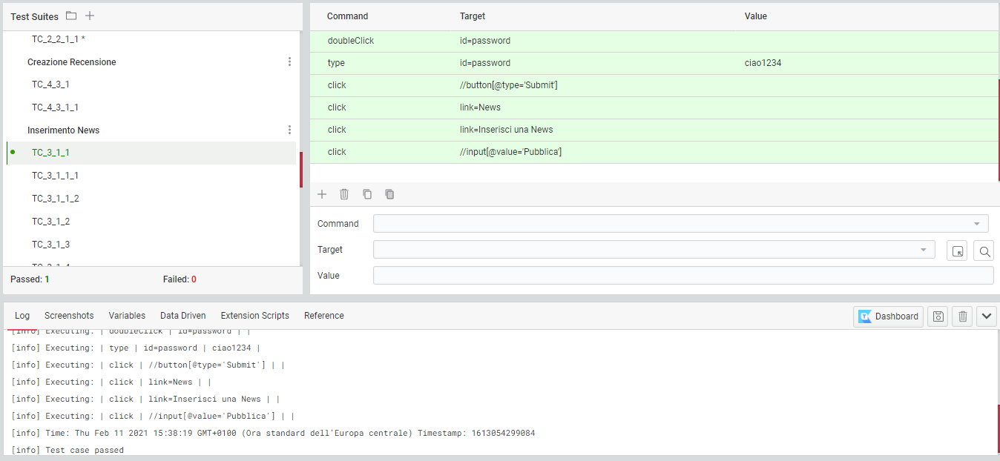 Test Suites
TC_2_2_1_1 *
Creazione Recensione
TC_4_3_1
TC_4_3_1_1
Inserimento News
TC_3_1_1
TC_3_1_1_1
TC_3_1_1_2
TC_3_1_2
TC_3_1_3
TC_3_1_4
Passed: 1 Failed: 0
Command Target Value
doubleClick id=password
type id=password ciao1234
click //button[@type='Submit']
click link=News
click link=Inserisci una News
click //input[@value='Pubblica']
Command
Target
Value
Log Screenshots Variables Data Driven Extension Scripts Reference Dashboard
[info] Executing: | doubleClick | id=password | |
[info] Executing: | type | id=password | ciao1234 |
[info] Executing: | click | //button[@type='Submit'] | |
[info] Executing: | click | link=News | |
[info] Executing: | click | link=Inserisci una News | |
[info] Executing: | click | //input[@value='Pubblica'] | |
[info] Time: Thu Feb 11 2021 15:38:19 GMT+0100 (Ora standard dell'Europa centrale) Timestamp: 1613054299084
[info] Test case passed